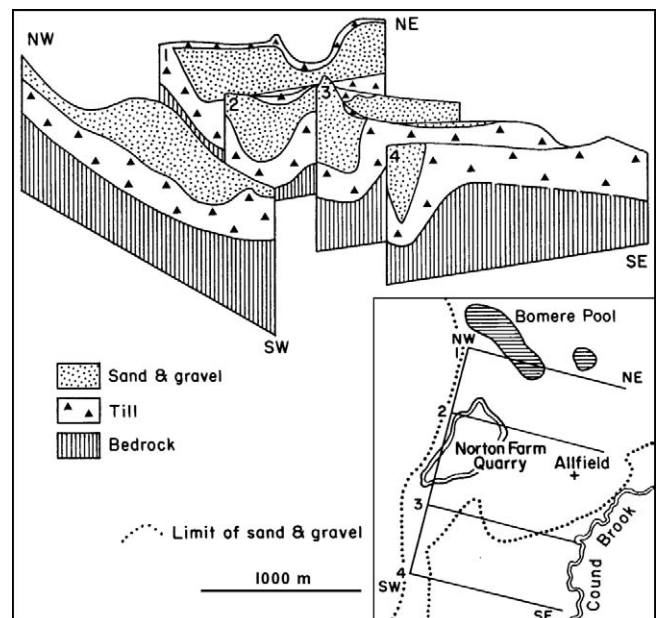 NW
NE
1
2
3
4
SE
SW
Sand & gravel
Till
Bedrock
Limit of sand & gravel
1000 m
Bomere Pool
NW
1
NE
2
Norton Farm
Quarry
Allfield
3
Cound Brook
4
SW
SE